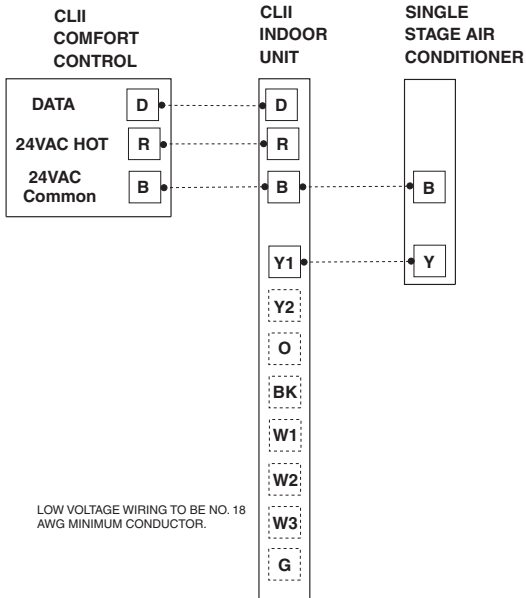 CLII
COMFORT
CONTROL
CLII
INDOOR
UNIT
SINGLE
STAGE AIR
CONDITIONER
DATA D
24VAC HOT R
24VAC
Common B
D
R
B
Y1
Y2
O
BK
W1
W2
W3
G
B
Y
LOW VOLTAGE WIRING TO BE NO. 18
AWG MINIMUM CONDUCTOR.